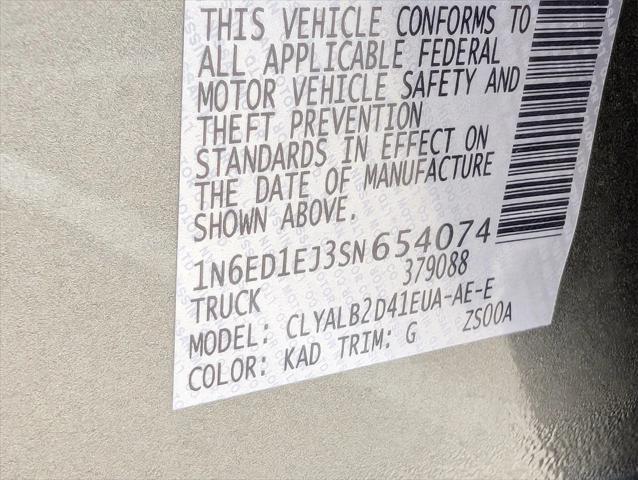 THIS VEHICLE CONFORMS TO
ALL APPLICABLE FEDERAL
MOTOR VEHICLE SAFETY AND
THEFT PREVENTION
STANDARDS IN EFFECT ON
THE DATE OF MANUFACTURE
SHOWN ABOVE.
1N6ED1EJ3SN654074
379088
TRUCK
MODEL: CLYALB2D41EUA-AE-E
COLOR: KAD TRIM: G ZS00A